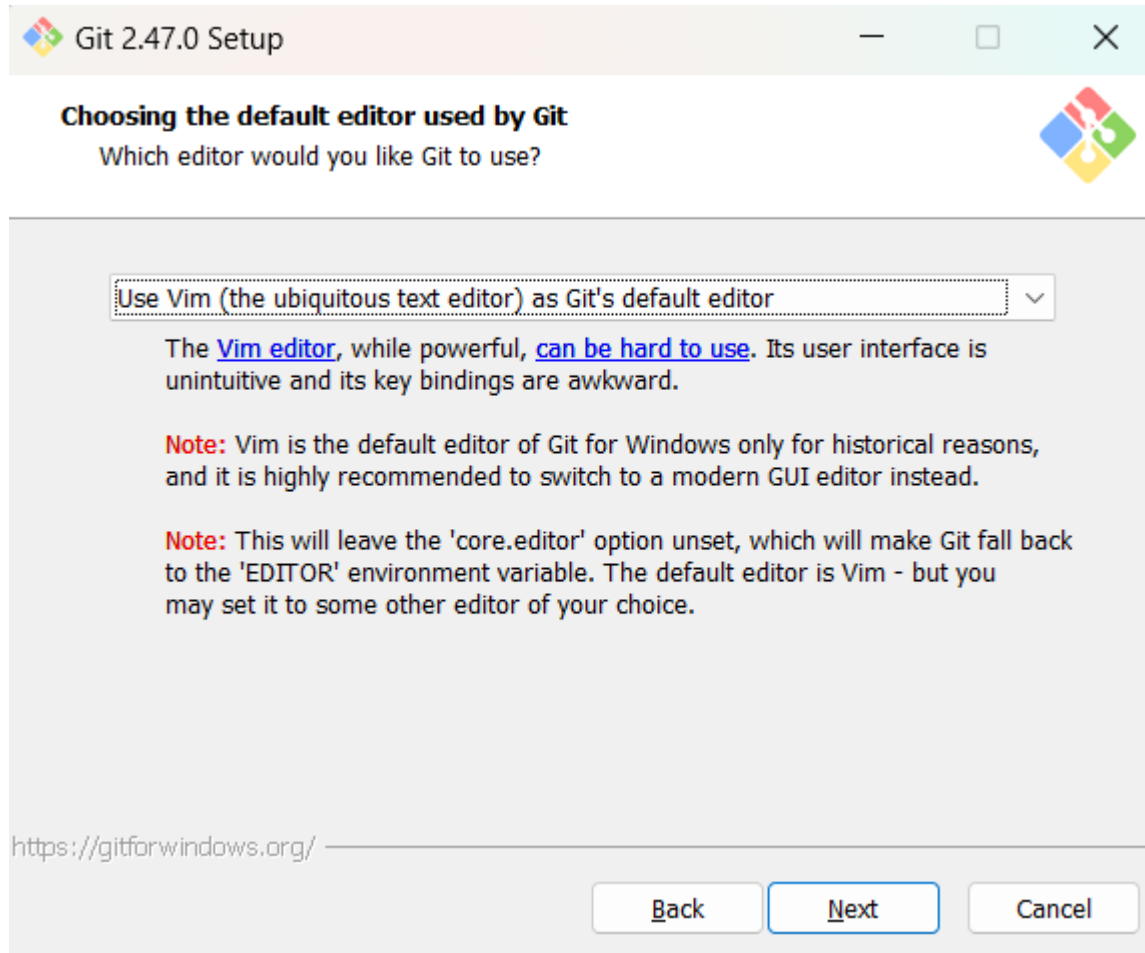 Git 2.47.0 Setup
Choosing the default editor used by Git
Which editor would you like Git to use?
Use Vim (the ubiquitous text editor) as Git's default editor
The Vim editor, while powerful, can be hard to use. Its user interface is
unintuitive and its key bindings are awkward.
Note: Vim is the default editor of Git for Windows only for historical reasons,
and it is highly recommended to switch to a modern GUI editor instead.
Note: This will leave the 'core.editor' option unset, which will make Git fall back
to the 'EDITOR' environment variable. The default editor is Vim - but you
may set it to some other editor of your choice.
https://gitforwindows.org/
Back Next Cancel